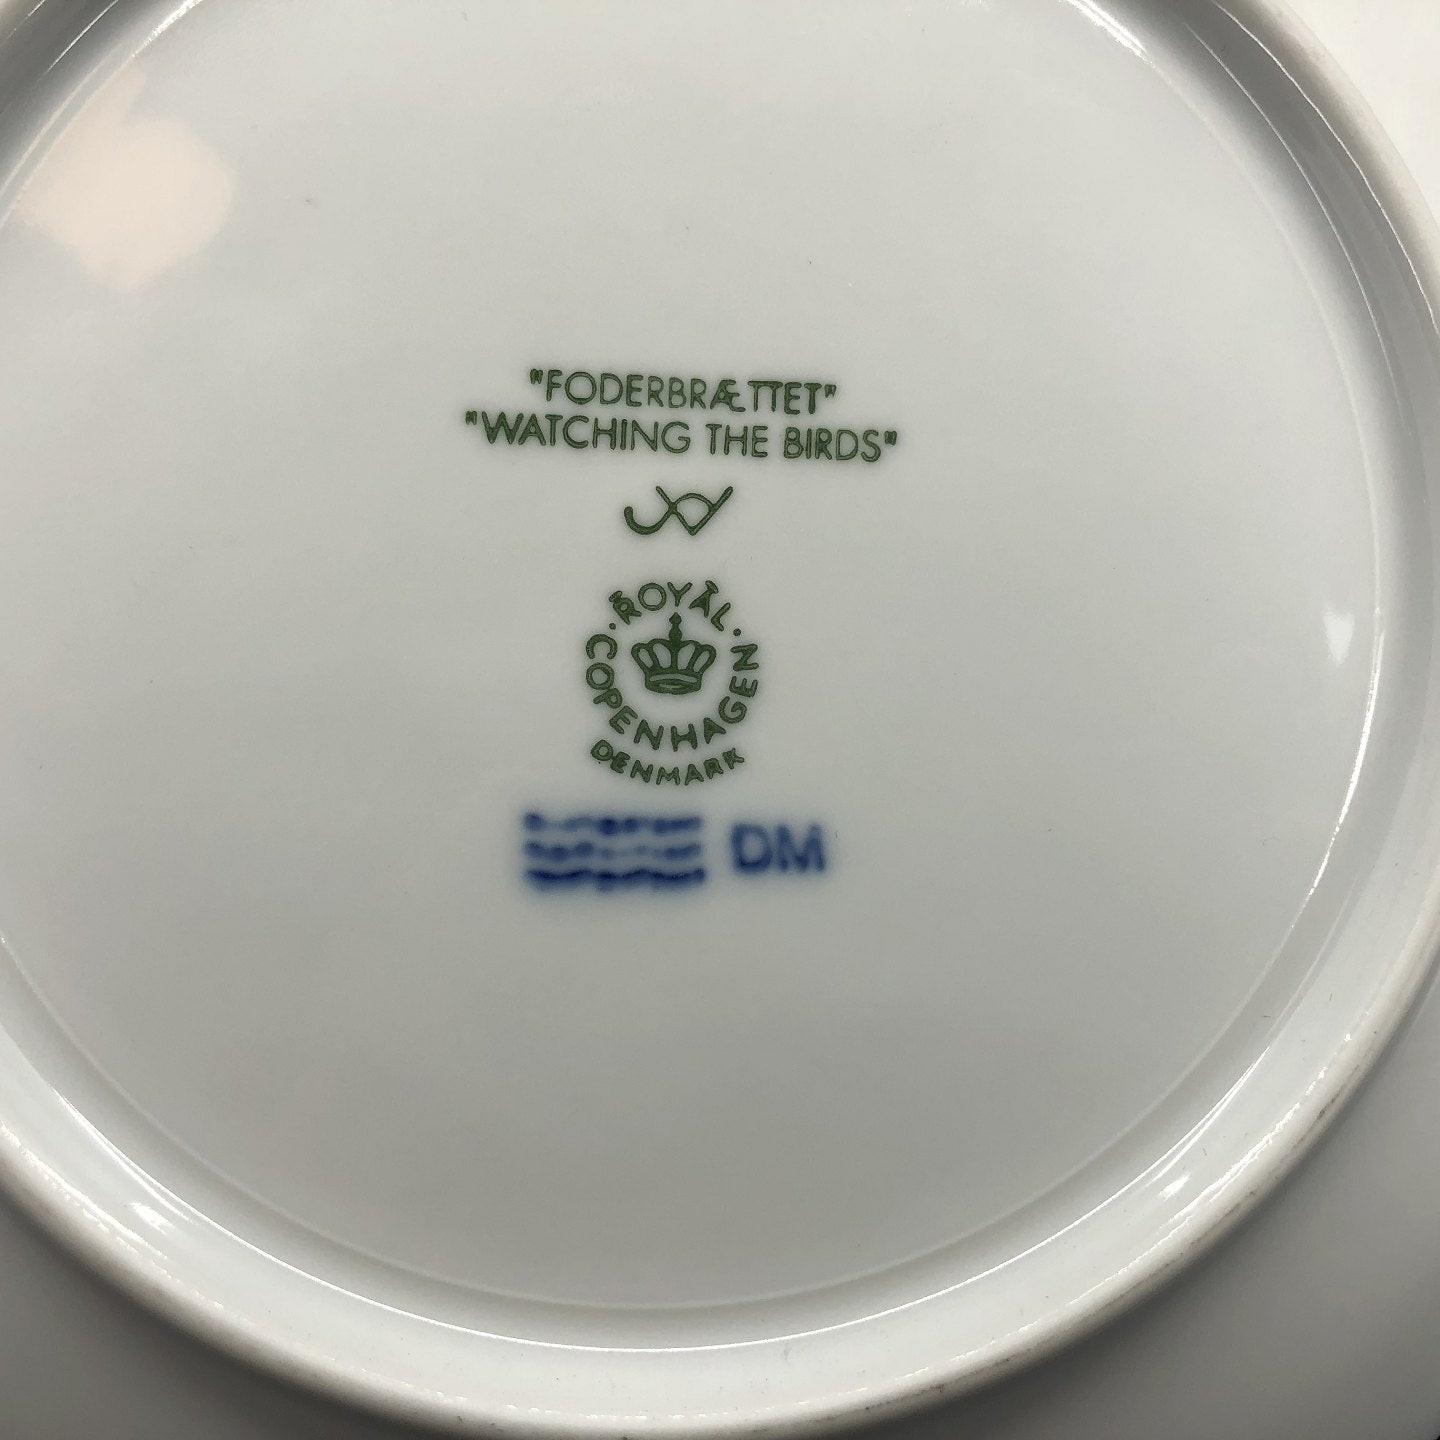 "FODERBRÆTTET"
"WATCHING THE BIRDS"
ROYAL
COPENHAGEN
DENMARK
DM